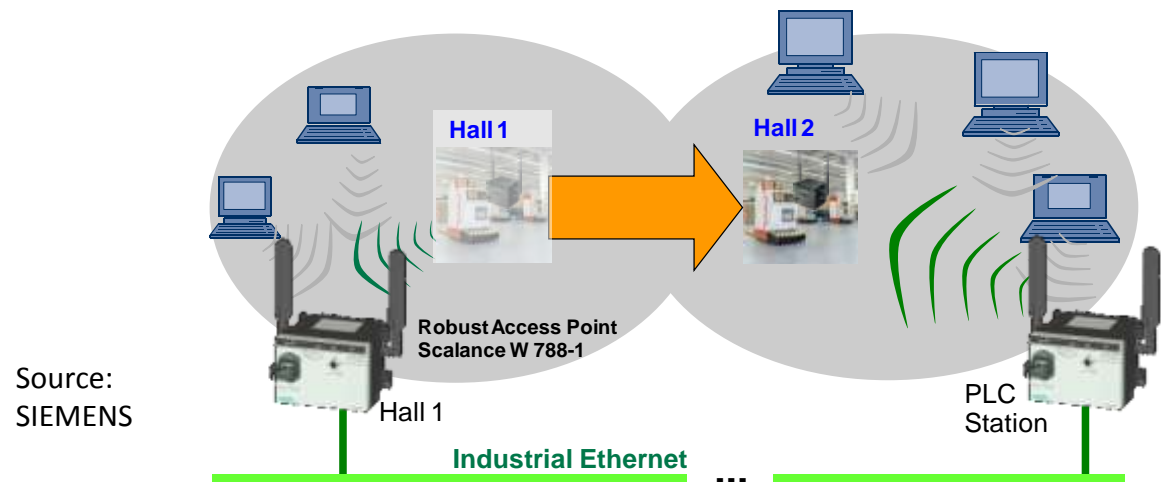 Hall 1
Hall 2
Robust Access Point
Scalance W 788-1
Source:
SIEMENS
Hall 1
PLC
Station
Industrial Ethernet
...